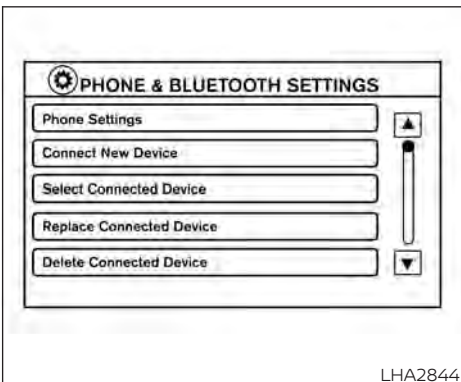 PHONE & BLUETOOTH SETTINGS
Phone Settings
Connect New Device
Select Connected Device
Replace Connected Device
Delete Connected Device
LHA2844